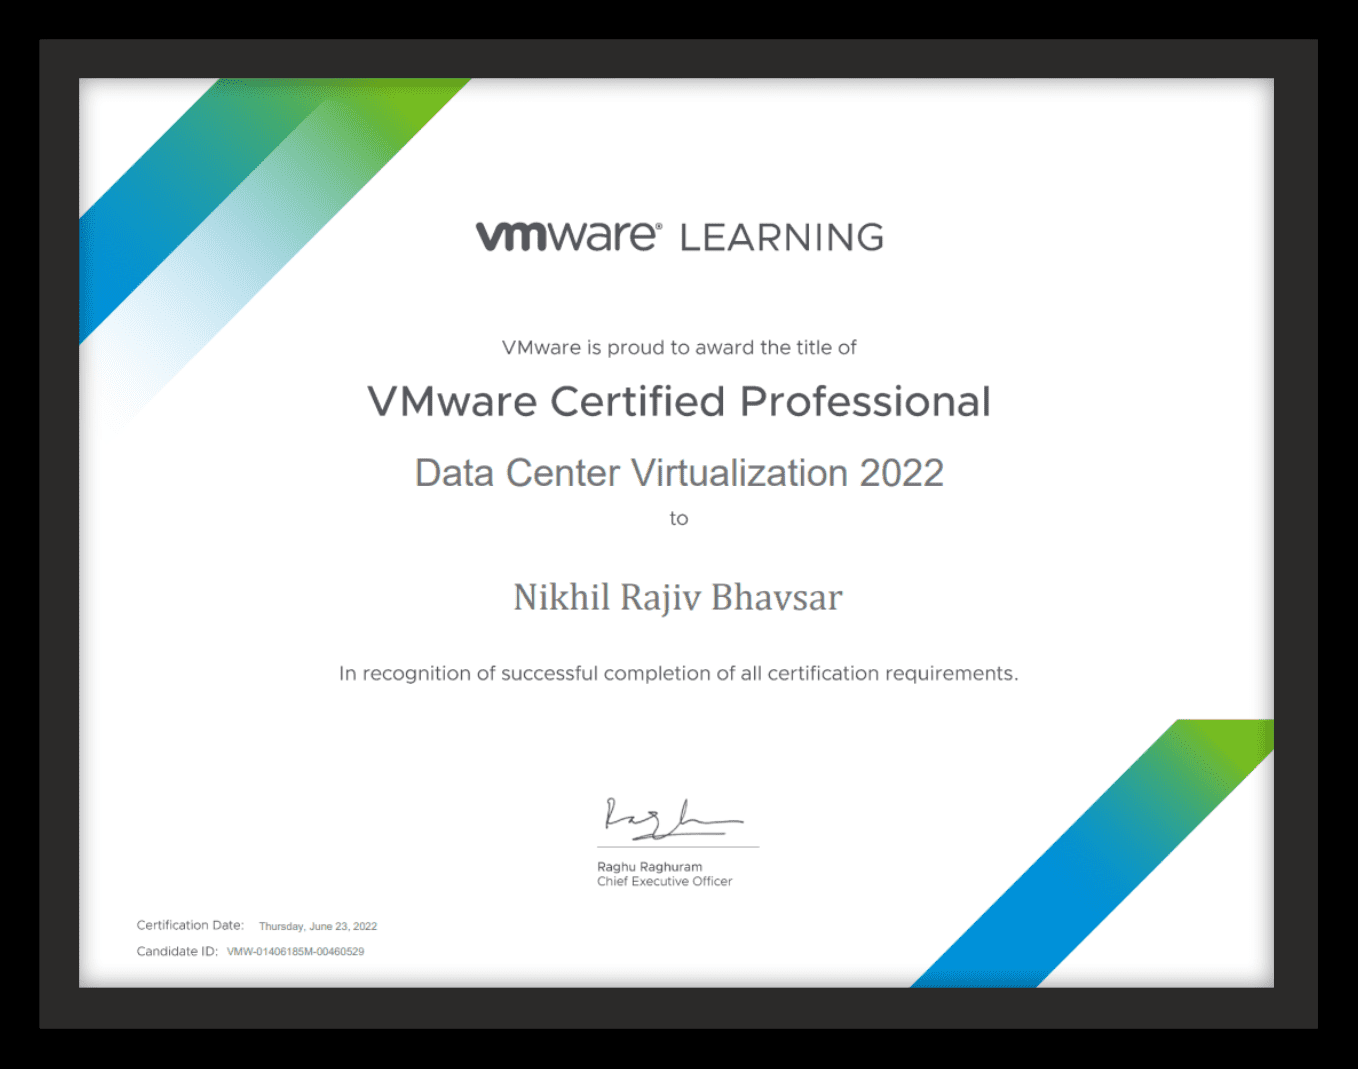 vmware® LEARNING
VMware is proud to award the title of
VMware Certified Professional
Data Center Virtualization 2022
to
Nikhil Rajiv Bhavsar
In recognition of successful completion of all certification requirements.
Raghu Raghuram
Chief Executive Officer
Certification Date: Thursday, June 23, 2022
Candidate ID: VMW-01406185M-00460529